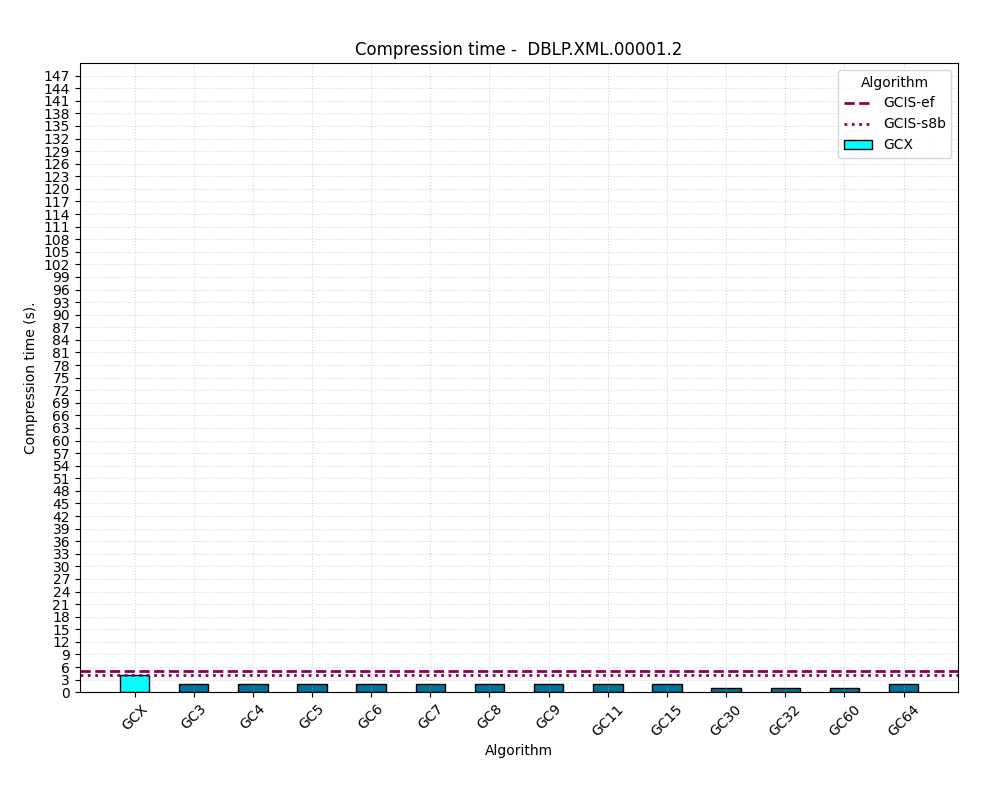 Compression time -  DBLP.XML.00001.2
Algorithm
GCIS-ef
GCIS-s8b
GCX
147
144
141
138
135
132
129
126
123
120
117
114
111
108
105
102
99
96
93
90
87
84
81
78
75
72
69
66
63
60
57
54
51
48
45
42
39
36
33
30
27
24
21
18
15
12
9
6
3
0
Compression time (s).
GCX
GC3
GC4
GC5
GC6
GC7
GC8
GC9
GC11
GC15
GC30
GC32
GC60
GC64
Algorithm